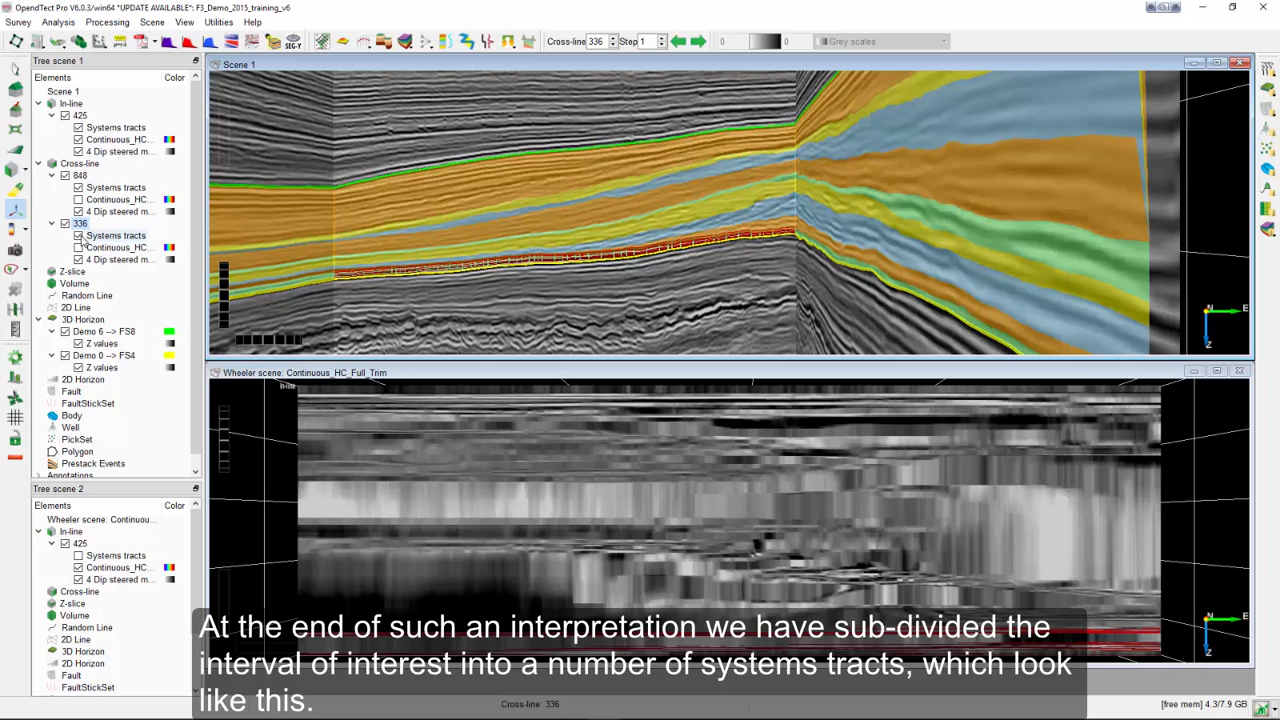 OpendTect Pro V6.0.3/win64 "UPDATE AVAILABLE": F3_Demo_2015_training_v6
Survey Analysis Processing Scene View Utilities Help
SEG-Y
Cross-line 336 Step 1 0 0 Grey scales
Tree scene 1
Elements Color
Scene 1
In-line
425
Systems tracts
Continuous_HC...
4 Dip steered m...
Cross-line
848
Systems tracts
Continuous_HC...
4 Dip steered m...
336
Systems tracts
Continuous_HC...
4 Dip steered m...
Z-slice
Volume
Random Line
2D Line
3D Horizon
Demo 6 --> FS8
Z values
Demo 0 --> FS4
Z values
2D Horizon
Fault
FaultStickSet
Body
Well
PickSet
Polygon
Prestack Events
Annotations
Tree scene 2
Elements Color
Wheeler scene: Continuou...
In-line
425
Systems tracts
Continuous_HC...
4 Dip steered m...
Cross-line
Z-slice
Volume
Random Line
2D Line
3D Horizon
2D Horizon
Fault
FaultStickSet
Scene 1
N E
Z
Wheeler scene: Continuous_HC_Full_Trim
N E
Z
At the end of such an interpretation we have sub-divided the
interval of interest into a number of systems tracts, which look
like this.
Cross-line: 336
[free mem] 4.3/7.9 GB